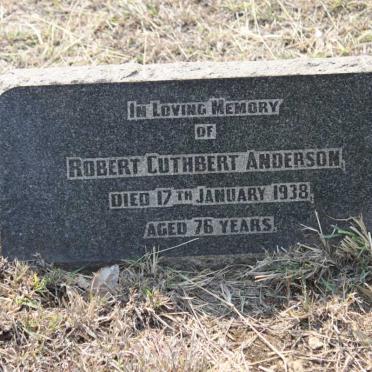 In Loving Memory
of
Robert Cuthbert Anderson,
Died 17th January 1938,
Aged 76 Years.